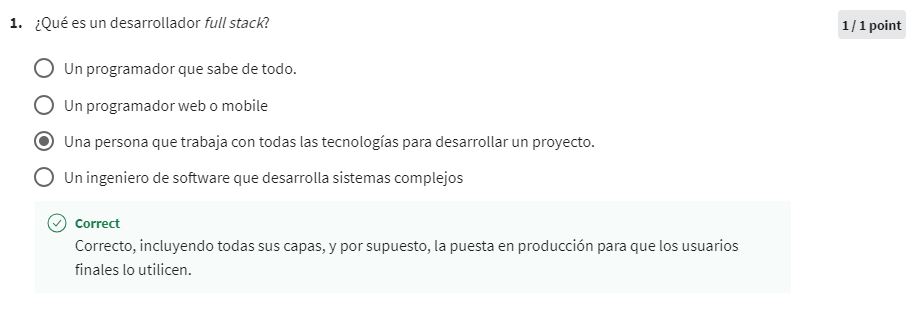 1. ¿Qué es un desarrollador full stack?
1 / 1 point
Un programador que sabe de todo.
Un programador web o mobile
Una persona que trabaja con todas las tecnologías para desarrollar un proyecto.
Un ingeniero de software que desarrolla sistemas complejos
Correct
Correcto, incluyendo todas sus capas, y por supuesto, la puesta en producción para que los usuarios
finales lo utilicen.